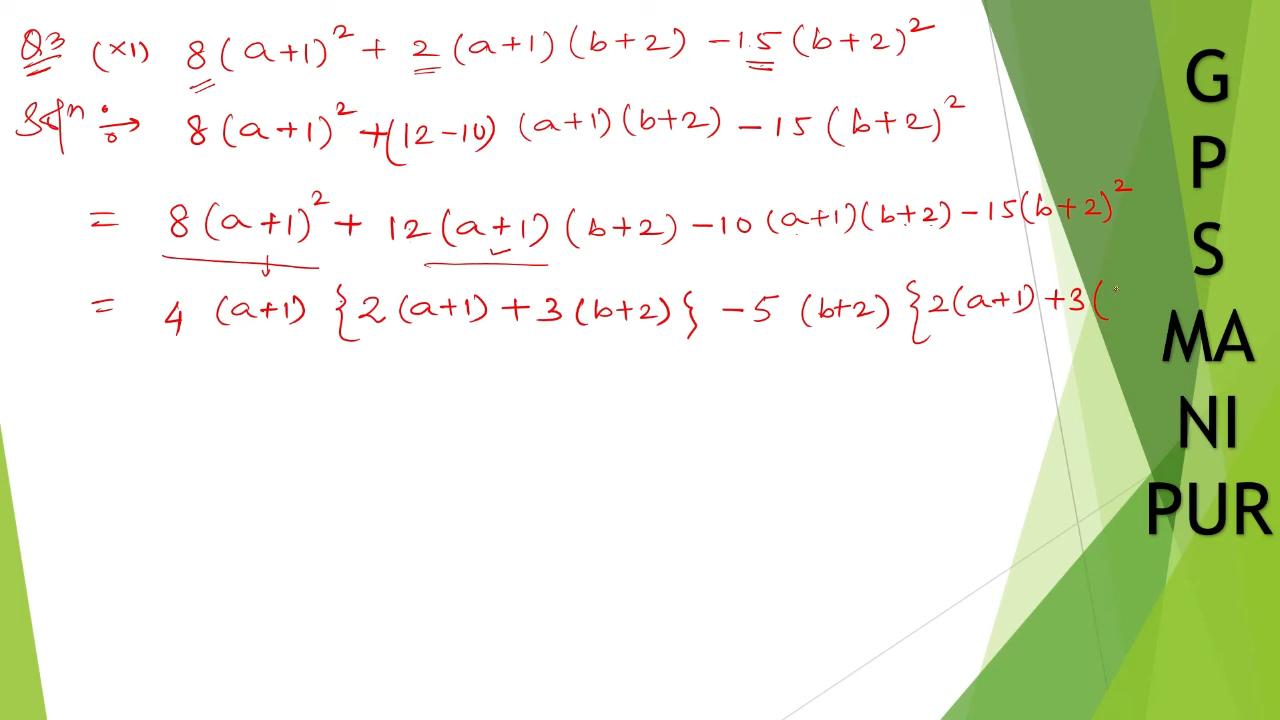 Q3 (x1) 8(a+1)² + 2(a+1)(b+2) -15(b+2)²
Solⁿ ÷→ 8(a+1)² +(12-10) (a+1)(b+2) -15(b+2)²
= 8(a+1)² + 12(a+1)(b+2) -10(a+1)(b+2) -15(b+2)²
= 4 (a+1) {2(a+1) +3(b+2)} -5 (b+2) {2(a+1) +3(
G
P
S
MA
NI
PUR